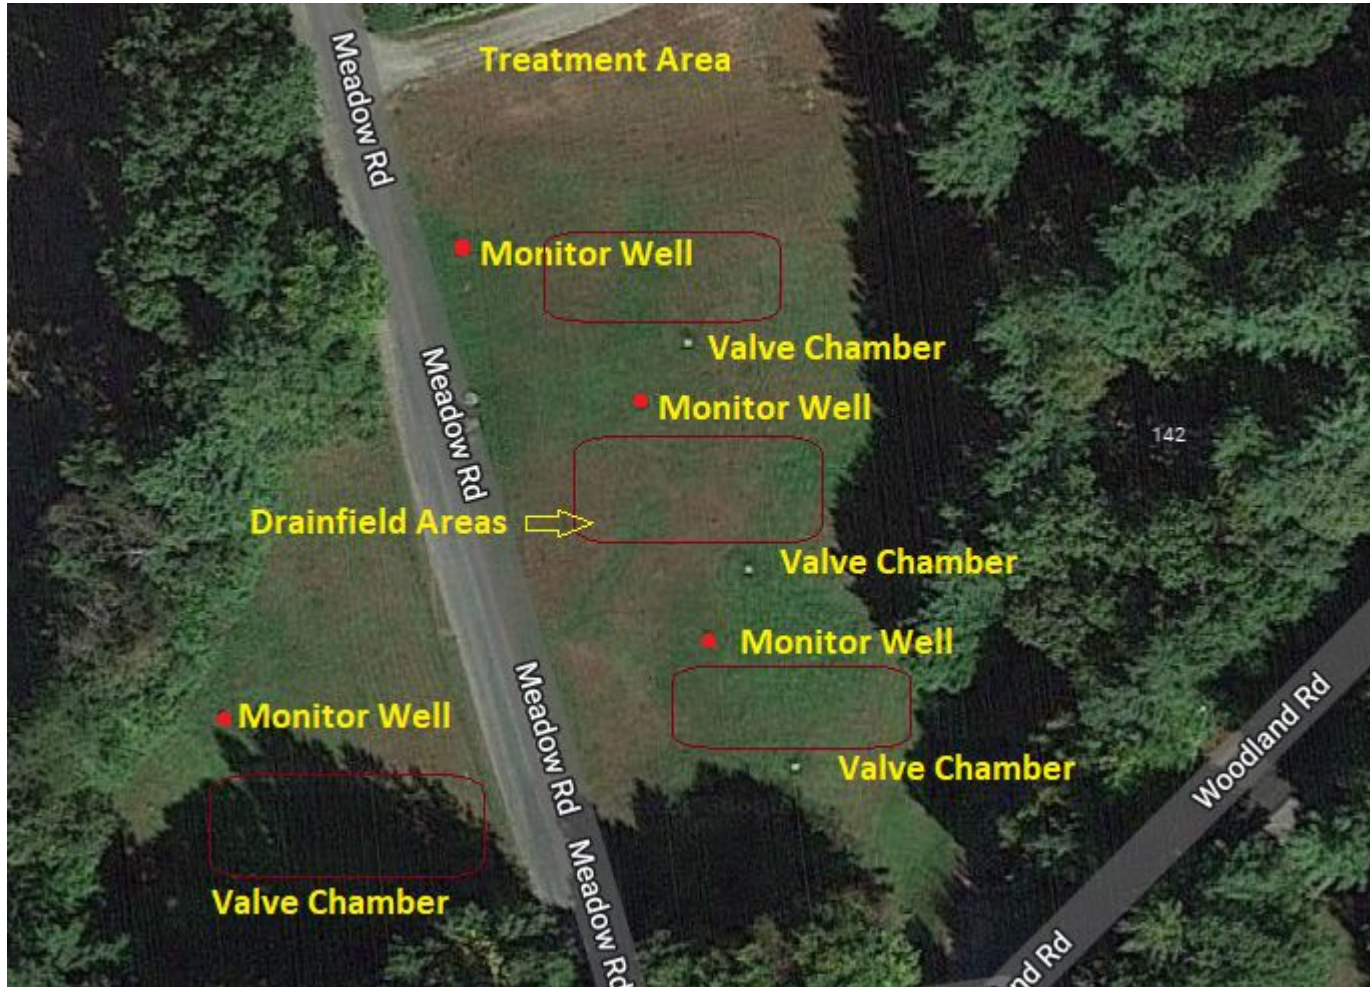 Treatment Area
Meadow Rd
Monitor Well
Valve Chamber
Meadow Rd
Monitor Well
142
Drainfield Areas
Valve Chamber
Monitor Well
Monitor Well
Meadow Rd
Woodland Rd
Valve Chamber
Valve Chamber
Meadow Rd
nd Rd